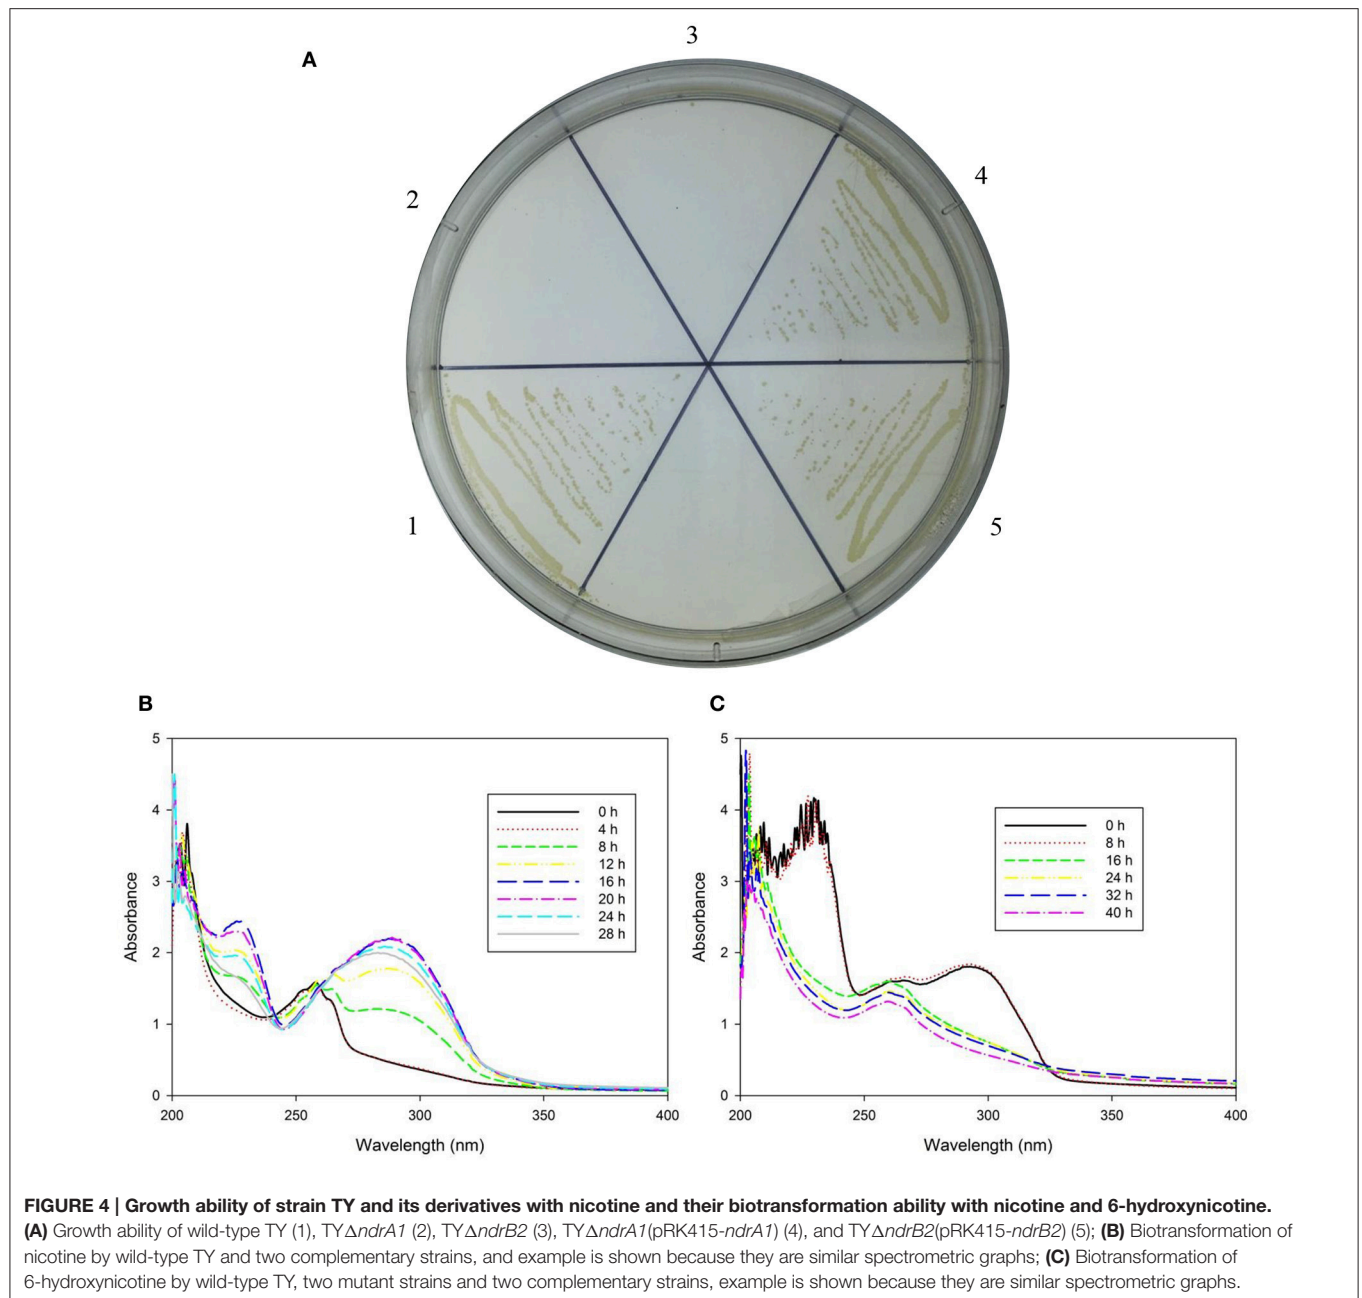 A
3
2
4
1
5
B
C
5
4
3
2
1
0
Absorbance
200
250
300
350
400
Wavelength (nm)
0 h
4 h
8 h
12 h
16 h
20 h
24 h
28 h
5
4
3
2
1
0
Absorbance
200
250
300
350
400
Wavelength (nm)
0 h
8 h
16 h
24 h
32 h
40 h
FIGURE 4 | Growth ability of strain TY and its derivatives with nicotine and their biotransformation ability with nicotine and 6-hydroxynicotine.
(A) Growth ability of wild-type TY (1), TYΔndrA1 (2), TYΔndrB2 (3), TYΔndrA1(pRK415-ndrA1) (4), and TYΔndrB2(pRK415-ndrB2) (5); (B) Biotransformation of
nicotine by wild-type TY and two complementary strains, and example is shown because they are similar spectrometric graphs; (C) Biotransformation of
6-hydroxynicotine by wild-type TY, two mutant strains and two complementary strains, example is shown because they are similar spectrometric graphs.